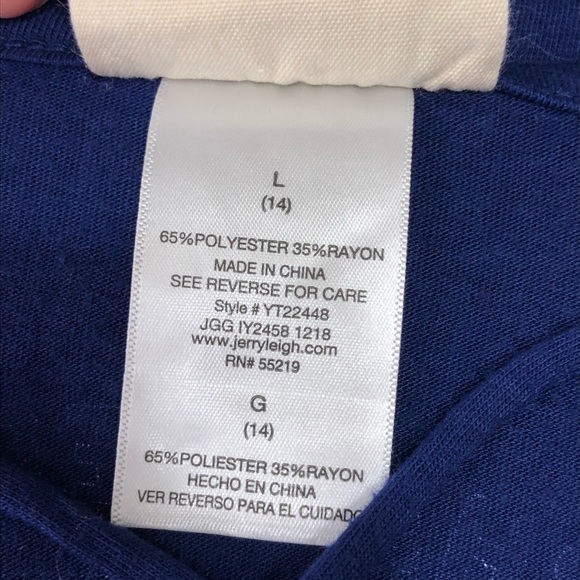 L
(14)
65%POLYESTER 35%RAYON
MADE IN CHINA
SEE REVERSE FOR CARE
Style # YT22448
JGG IY2458 1218
www.jerryleigh.com
RN# 55219
G
(14)
65%POLIESTER 35%RAYON
HECHO EN CHINA
VER REVERSO PARA EL CUIDADO